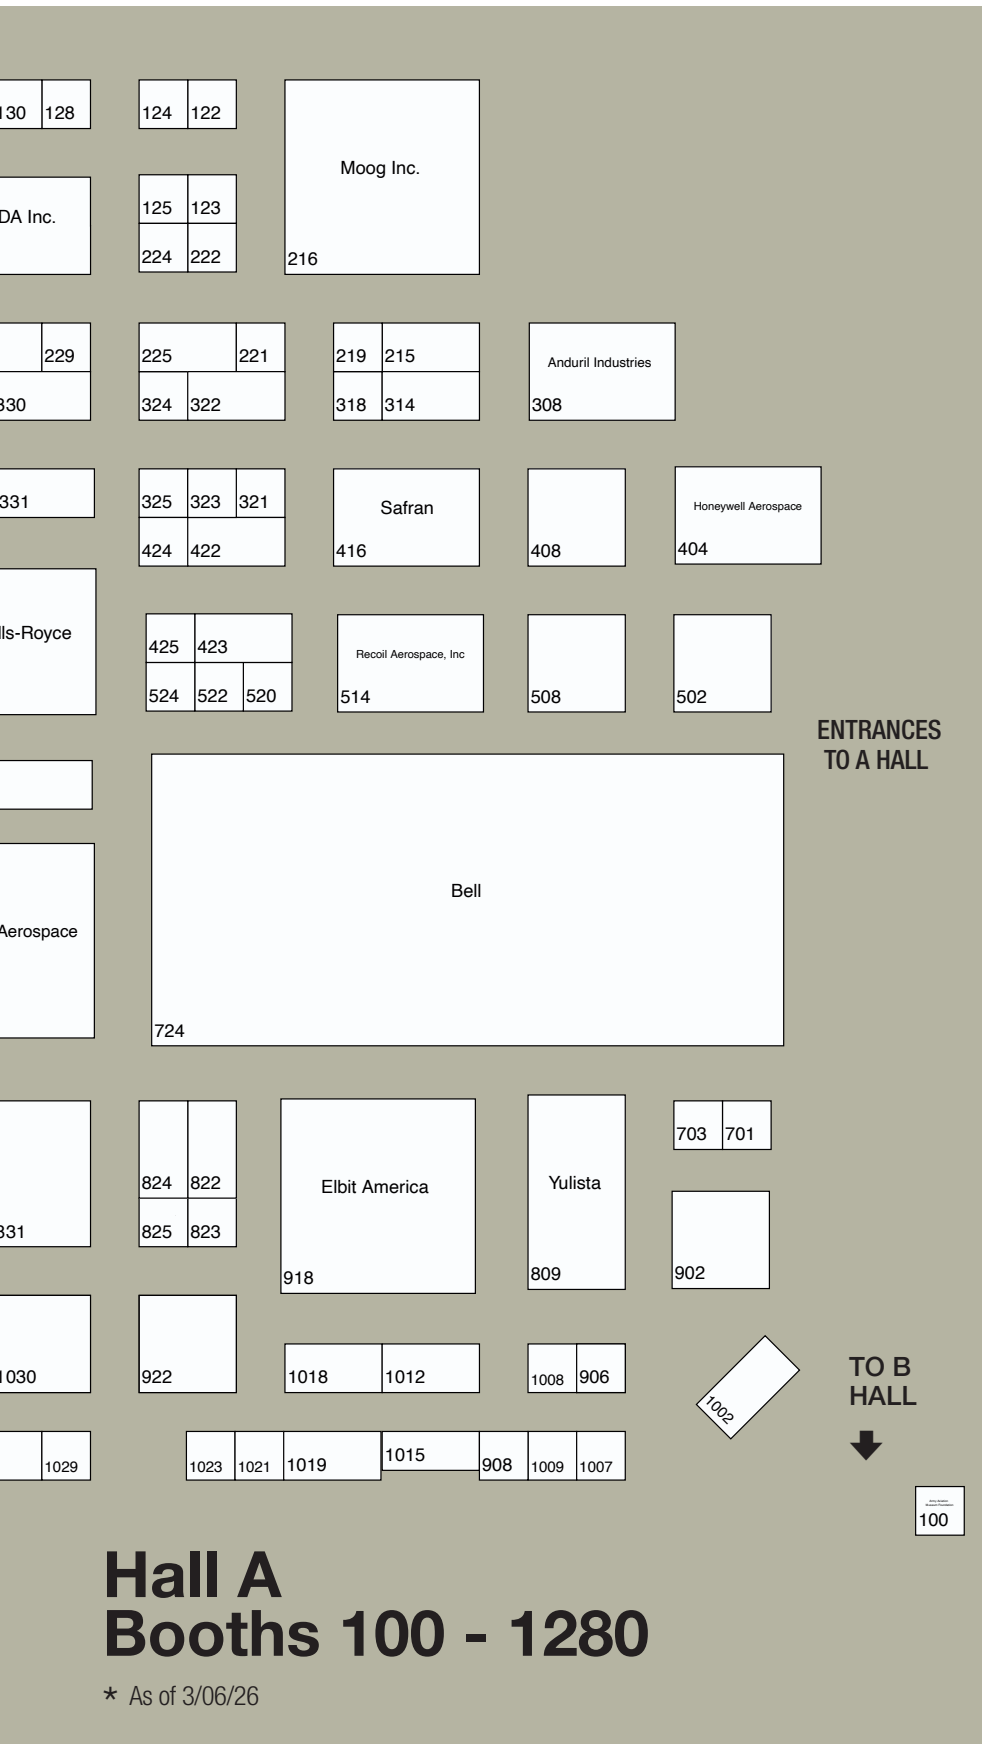 130 128 124 122
Moog Inc.
DA Inc.
125 123
224 222
216
229 225 221 219 215
Anduril Industries
330 324 322 318 314 308
331 325 323 321
Safran
Honeywell Aerospace
424 422 416 408 404
lls-Royce
425 423
Recoil Aerospace, Inc
524 522 520 514 508 502
ENTRANCES
TO A HALL
Bell
Aerospace
724
703 701
824 822
Elbit America
Yulista
331 825 823
918 809 902
1030 922 1018 1012 1008 906
1002
TO B
HALL
1029 1023 1021 1019 1015 908 1009 1007
Army Aviation
Museum Foundation
100
Hall A
Booths 100 - 1280
* As of 3/06/26